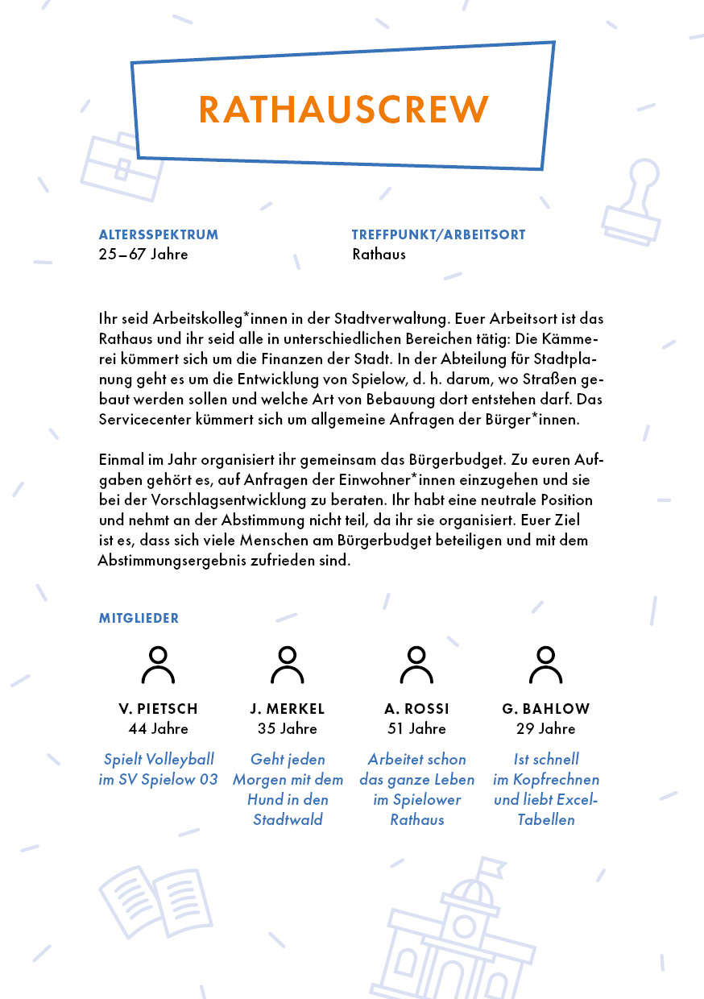 RATHAUSCREW
ALTERSSPEKTRUM
25–67 Jahre
TREFFPUNKT/ARBEITSORT
Rathaus
Ihr seid Arbeitskolleg*innen in der Stadtverwaltung. Euer Arbeitsort ist das
Rathaus und ihr seid alle in unterschiedlichen Bereichen tätig: Die Kämme-
rei kümmert sich um die Finanzen der Stadt. In der Abteilung für Stadtpla-
nung geht es um die Entwicklung von Spielow, d. h. darum, wo Straßen ge-
baut werden sollen und welche Art von Bebauung dort entstehen darf. Das
Servicecenter kümmert sich um allgemeine Anfragen der Bürger*innen.
Einmal im Jahr organisiert ihr gemeinsam das Bürgerbudget. Zu euren Auf-
gaben gehört es, auf Anfragen der Einwohner*innen einzugehen und sie
bei der Vorschlagsentwicklung zu beraten. Ihr habt eine neutrale Position
und nehmt an der Abstimmung nicht teil, da ihr sie organisiert. Euer Ziel
ist es, dass sich viele Menschen am Bürgerbudget beteiligen und mit dem
Abstimmungsergebnis zufrieden sind.
MITGLIEDER
V. PIETSCH
44 Jahre
Spielt Volleyball
im SV Spielow 03
J. MERKEL
35 Jahre
Geht jeden
Morgen mit dem
Hund in den
Stadtwald
A. ROSSI
51 Jahre
Arbeitet schon
das ganze Leben
im Spielower
Rathaus
G. BAHLOW
29 Jahre
Ist schnell
im Kopfrechnen
und liebt Excel-
Tabellen